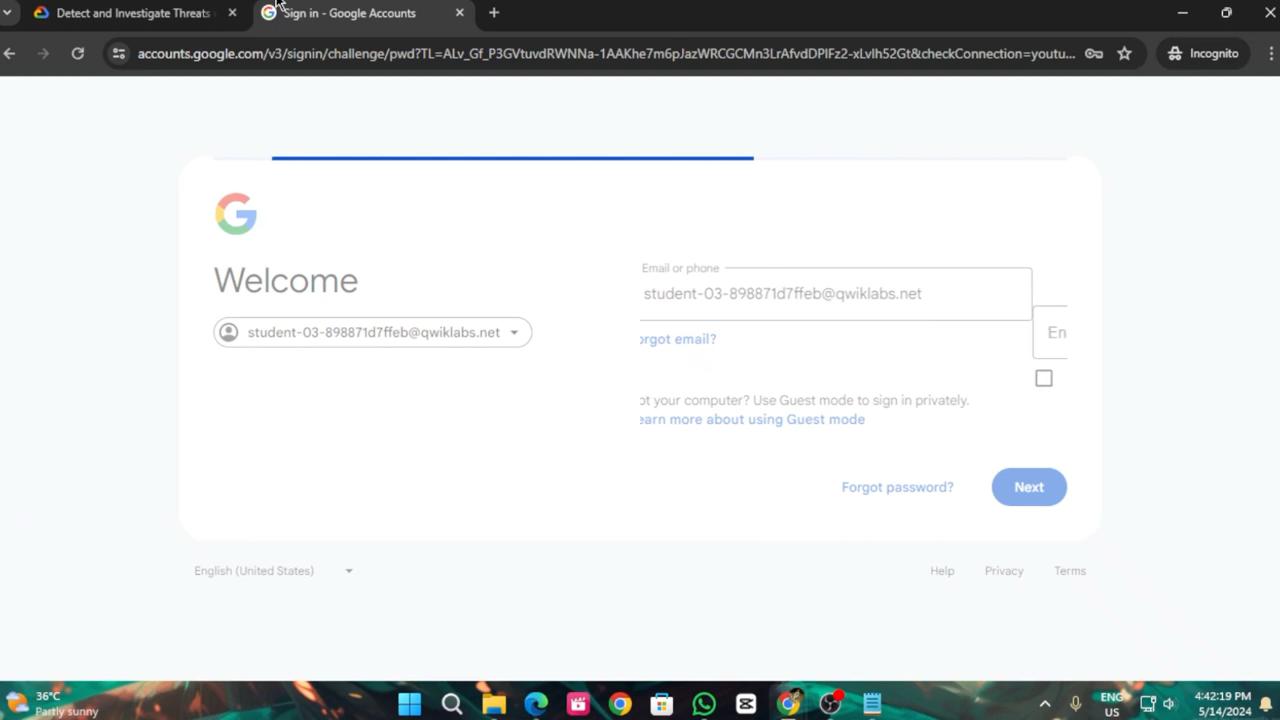 Detect and Investigate Threats
Sign in - Google Accounts
accounts.google.com/v3/signin/challenge/pwd?TL=ALv_Gf_P3GVtuvdRWNNa-1AAKhe7m6pJazWRCGCMn3LrAfvdDPlFz2-xLvlh52Gt&checkConnection=youtu...
Incognito
Welcome
student-03-898871d7ffeb@qwiklabs.net
Email or phone
student-03-898871d7ffeb@qwiklabs.net
orgot email?
En
ot your computer? Use Guest mode to sign in privately.
earn more about using Guest mode
Forgot password?
Next
English (United States)
Help
Privacy
Terms
36°C
Partly sunny
ENG
US
4:42:19 PM
5/14/2024